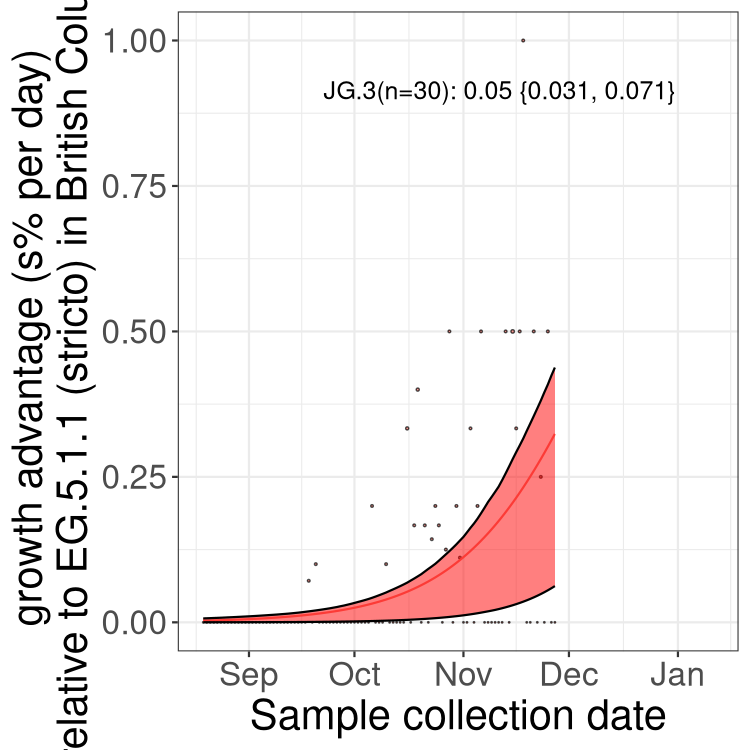 growth advantage (s% per day)
relative to EG.5.1.1 (stricto) in British
1.00
JG.3(n=30): 0.05 {0.031, 0.071}
0.75
0.50
0.25
0.00
Sep Oct Nov Dec Jan
Sample collection date